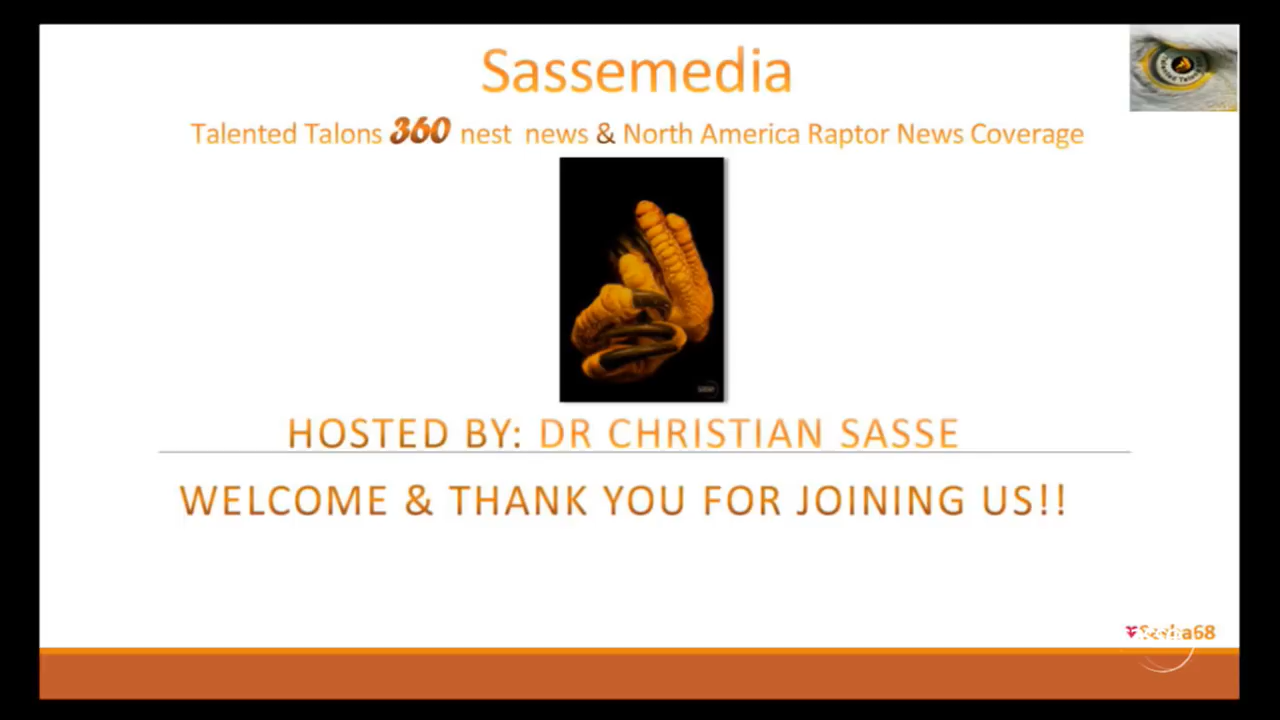 Sassemedia
Talented Talons 360 nest news & North America Raptor News Coverage
HOSTED BY: DR CHRISTIAN SASSE
WELCOME & THANK YOU FOR JOINING US!!